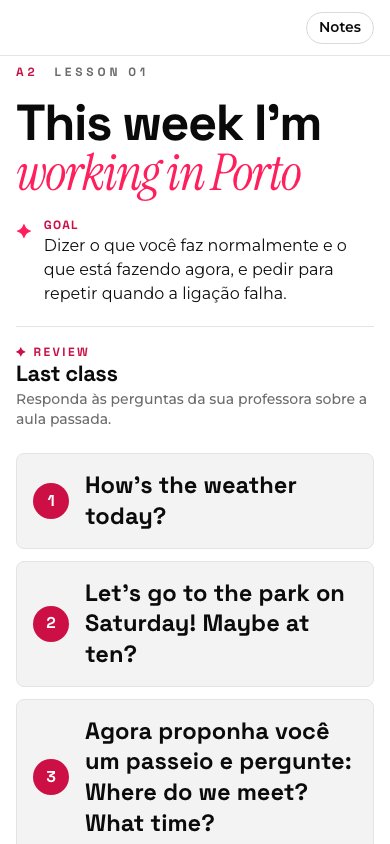 Notes
A2 LESSON 01
This week I'm
working in Porto
GOAL
Dizer o que você faz normalmente e o
que está fazendo agora, e pedir para
repetir quando a ligação falha.
REVIEW
Last class
Responda às perguntas da sua professora sobre a
aula passada.
1 How's the weather
today?
2 Let's go to the park on
Saturday! Maybe at
ten?
3 Agora proponha você
um passeio e pergunte:
Where do we meet?
What time?